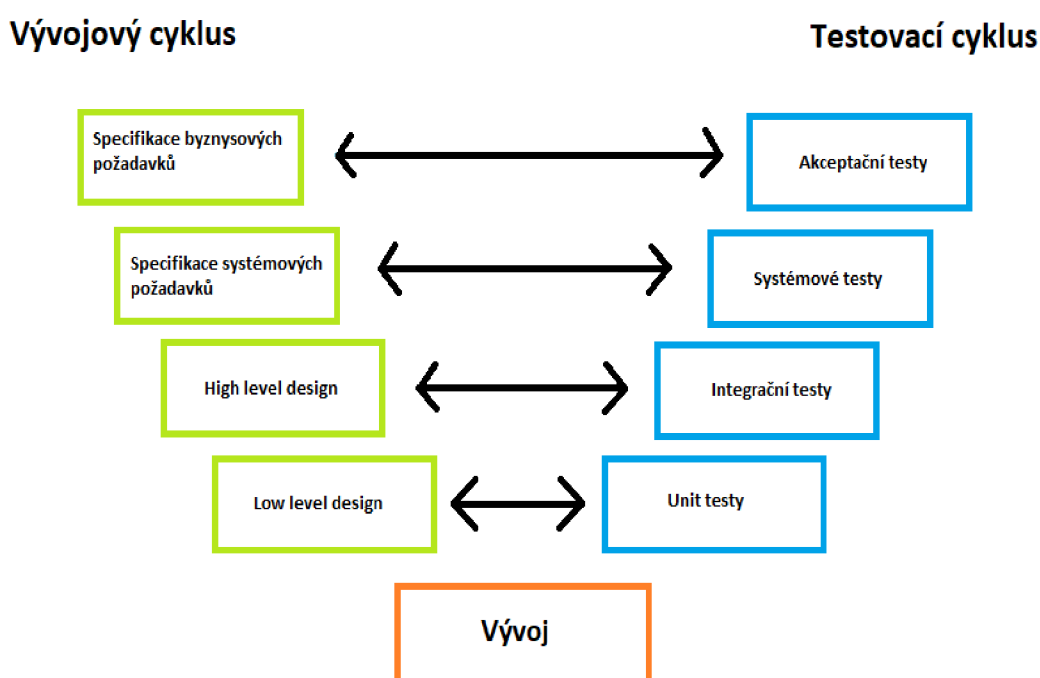 Vývojový cyklus
Testovací cyklus
Specifikace byznysových
požadavků
Akceptační testy
Specifikace systémových
požadavků
Systémové testy
High level design
Integrační testy
Low level design
Unit testy
Vývoj